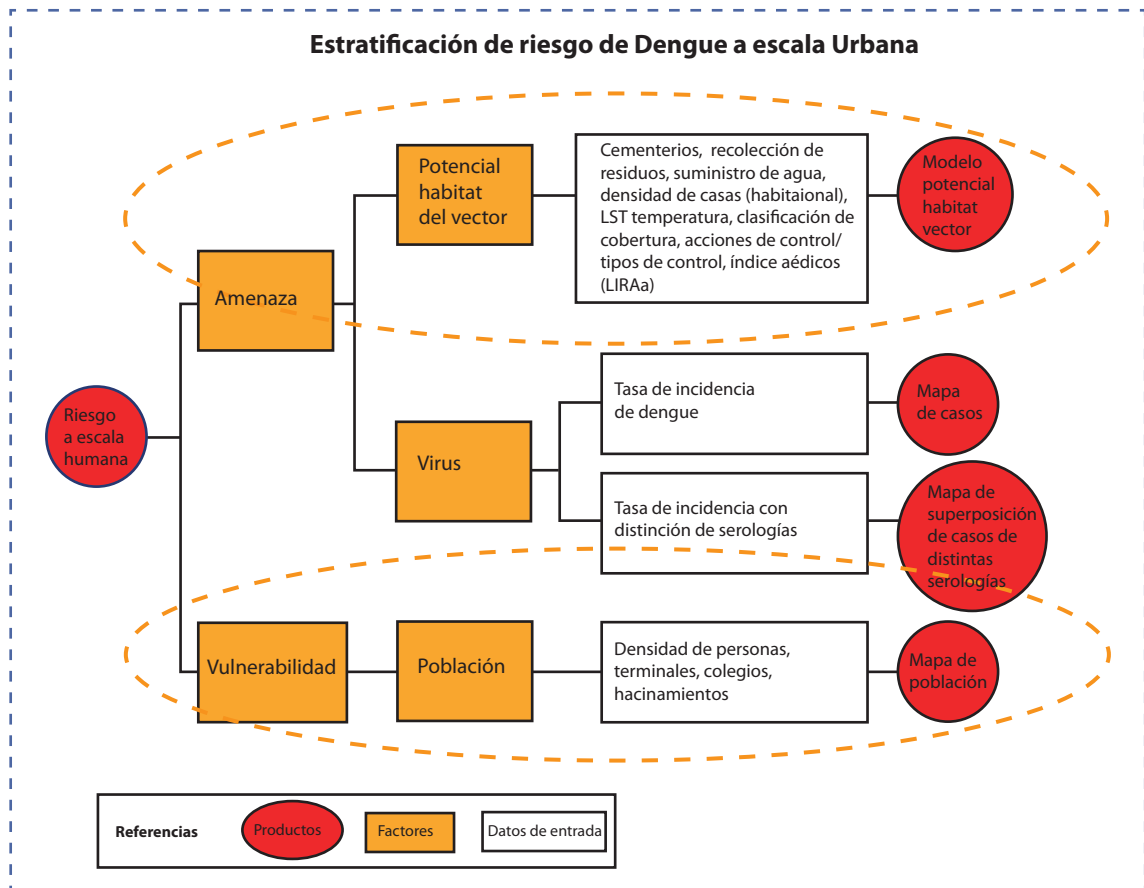 Estratificación de riesgo de Dengue a escala Urbana
Potencial
habitat
del vector
Cementerios, recolección de
residuos, suministro de agua,
densidad de casas (habitaional),
LST temperatura, clasificación de
cobertura, acciones de control/
tipos de control, índice aédicos
(LIRAa)
Modelo
potencial
habitat
vector
Amenaza
Riesgo
a escala
humana
Virus
Tasa de incidencia
de dengue
Mapa
de casos
Tasa de incidencia con
distinción de serologías
Mapa de
superposición
de casos de
distintas
serologías
Vulnerabilidad
Población
Densidad de personas,
terminales, colegios,
hacinamientos
Mapa de
población
Referencias
Productos
Factores
Datos de entrada